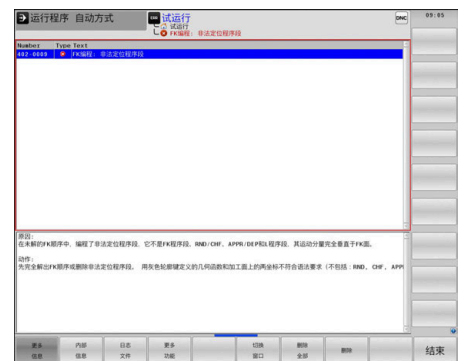 运行程序 自动方式
试运行
DNC
09:05
试运行
FK编程: 非法定位程序段
Number Type Text
402-0009 FK编程: 非法定位程序段
原因:
在未解的FK顺序中, 编程了非法定位程序段, 它不是FK程序段, RND/CHF, APPR/DEP和L程序段, 其运动分量完全垂直于FK面。
动作:
先完全解出FK顺序或删除非法定位程序段。 用灰色轮廓键定义的几何函数和加工面上的两坐标不符合语法要求 (不包括: RND, CHF, APP
更多 信息
内部 信息
日志 文件
更多 功能
切换 窗口
删除 全部
删除
结束